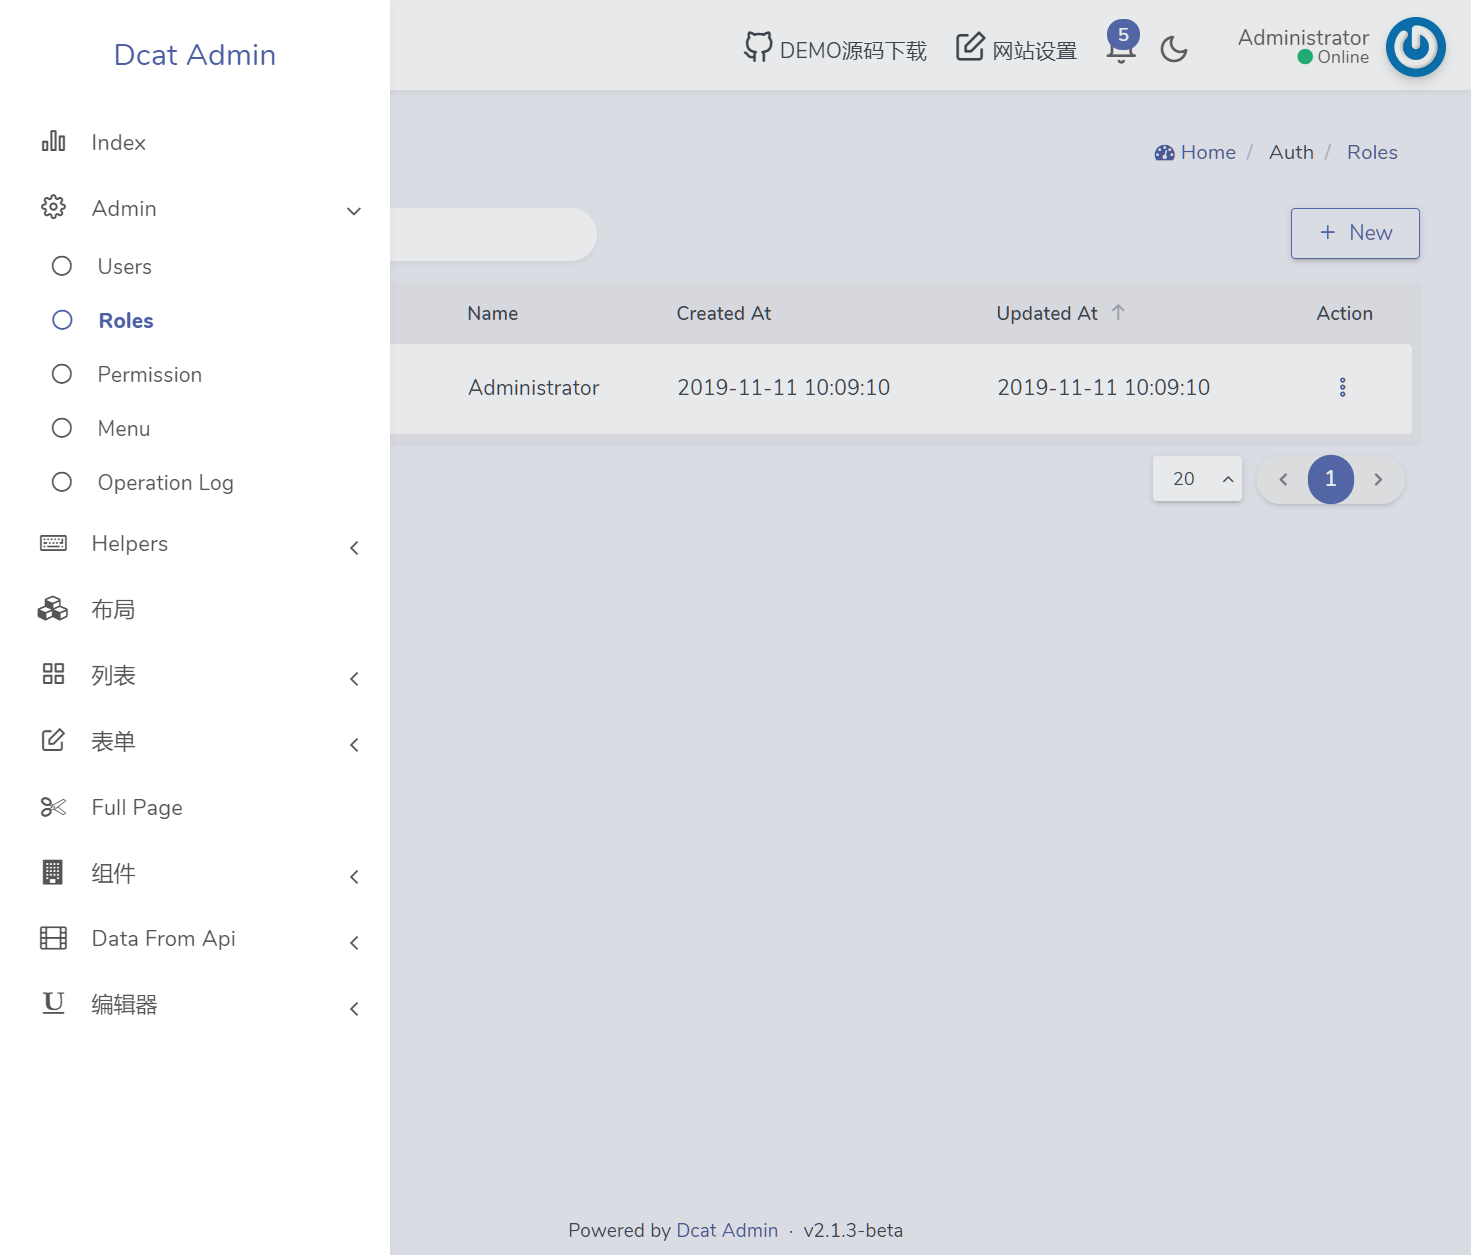 Dcat Admin
Index
Admin
Users
Roles
Permission
Menu
Operation Log
Helpers
布局
列表
表单
Full Page
组件
Data From Api
编辑器
DEMO源码下载
网站设置
5
Administrator
Online
Home / Auth / Roles
+ New
Name Created At Updated At Action
Administrator 2019-11-11 10:09:10 2019-11-11 10:09:10
20
1
Powered by Dcat Admin · v2.1.3-beta